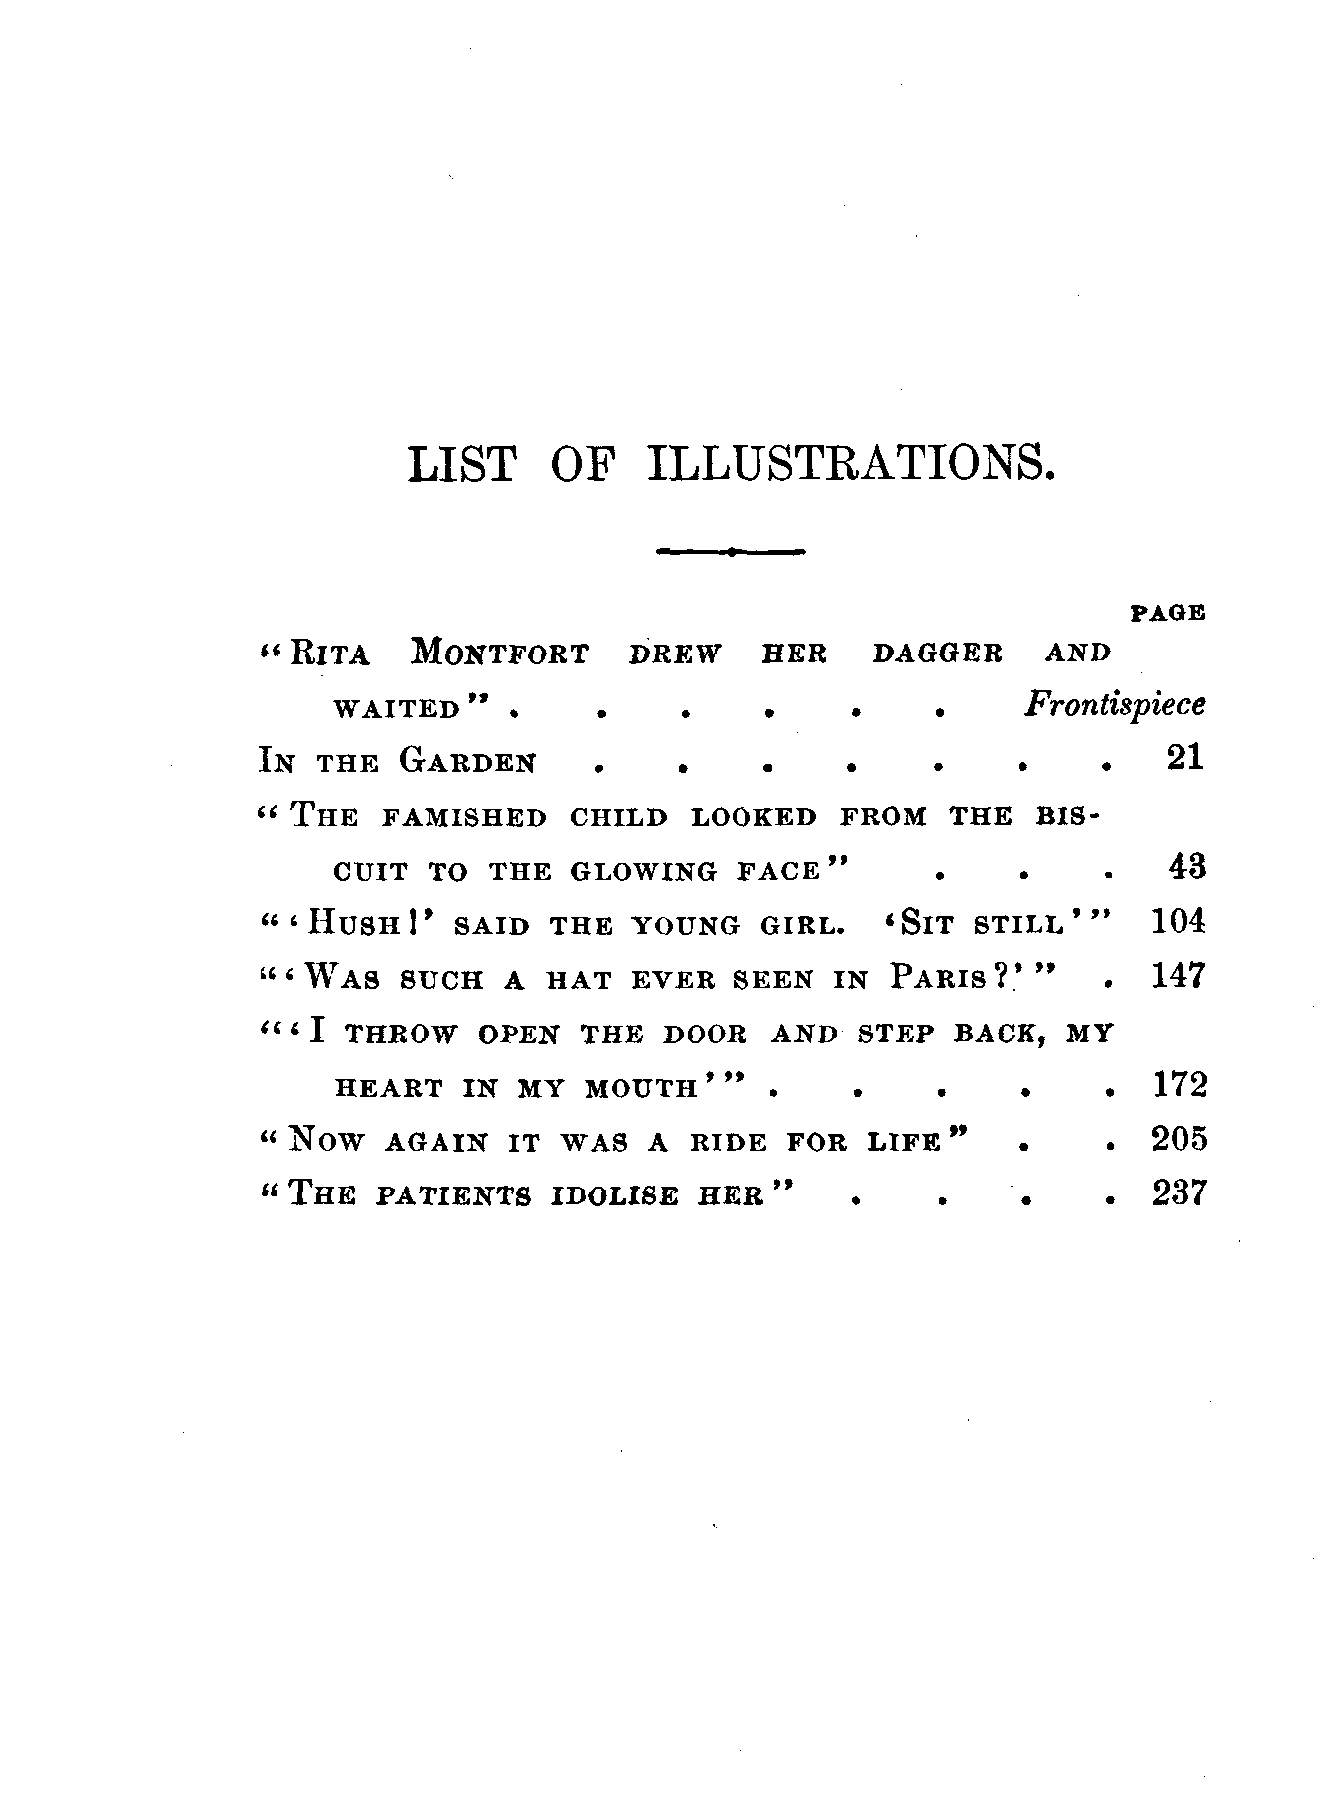 LIST OF ILLUSTRATIONS.
PAGE
"RITA MONTFORT DREW HER DAGGER AND
WAITED" . . . . . . Frontispiece
IN THE GARDEN . . . . . . . 21
"THE FAMISHED CHILD LOOKED FROM THE BIS-
CUIT TO THE GLOWING FACE" . . . 43
"'HUSH!' SAID THE YOUNG GIRL. 'SIT STILL'" 104
"'WAS SUCH A HAT EVER SEEN IN PARIS?'" . 147
"'I THROW OPEN THE DOOR AND STEP BACK, MY
HEART IN MY MOUTH'" . . . . . 172
"NOW AGAIN IT WAS A RIDE FOR LIFE" . . 205
"THE PATIENTS IDOLISE HER" . . . . 237